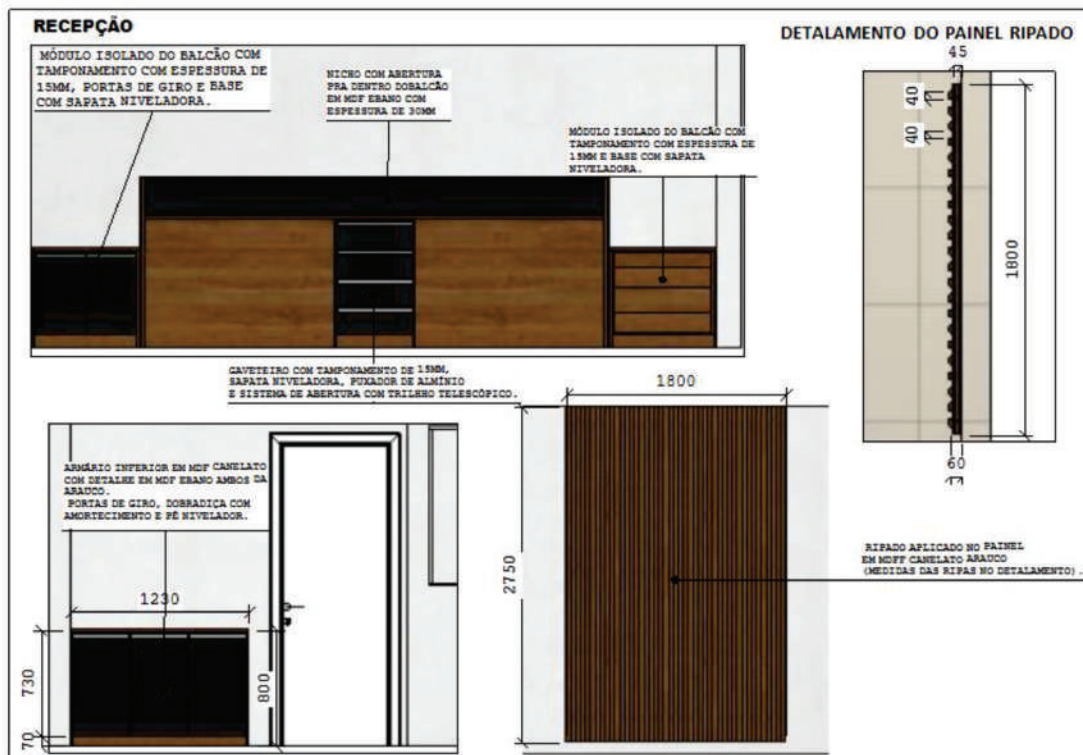 RECEPÇÃO
MÓDULO ISOLADO DO BALCÃO COM
TAMPONAMENTO COM ESPESSURA DE
15MM, PORTAS DE GIRO E BASE
COM SAPATA NIVELADORA.
NICHO COM ABERTURA
PRA DENTRO DOBALCÃO
EM MDF EBANO COM
ESPESSURA DE 30MM
MÓDULO ISOLADO DO BALCÃO COM
TAMPONAMENTO COM ESPESSURA DE
15MM E BASE COM SAPATA
NIVELADORA.
GAVETEIRO COM TAMPONAMENTO DE 15MM,
SAPATA NIVELADORA, PUXADOR DE ALMÍNIO
E SISTEMA DE ABERTURA COM TRILHO TELESCÓPICO.
DETALAMENTO DO PAINEL RIPADO
45
40
40
1800
60
ARMÁRIO INFERIOR EM MDF CANELATO
COM DETALHE EM MDF EBANO AMBOS DA
ARAUCO.
PORTAS DE GIRO, DOBRADIÇA COM
AMORTECIMENTO E PÉ NIVELADOR.
1230
730
70
800
1800
2750
RIPADO APLICADO NO PAINEL
EM MDFF CANELATO ARAUCO
(MEDIDAS DAS RIPAS NO DETALAMENTO).